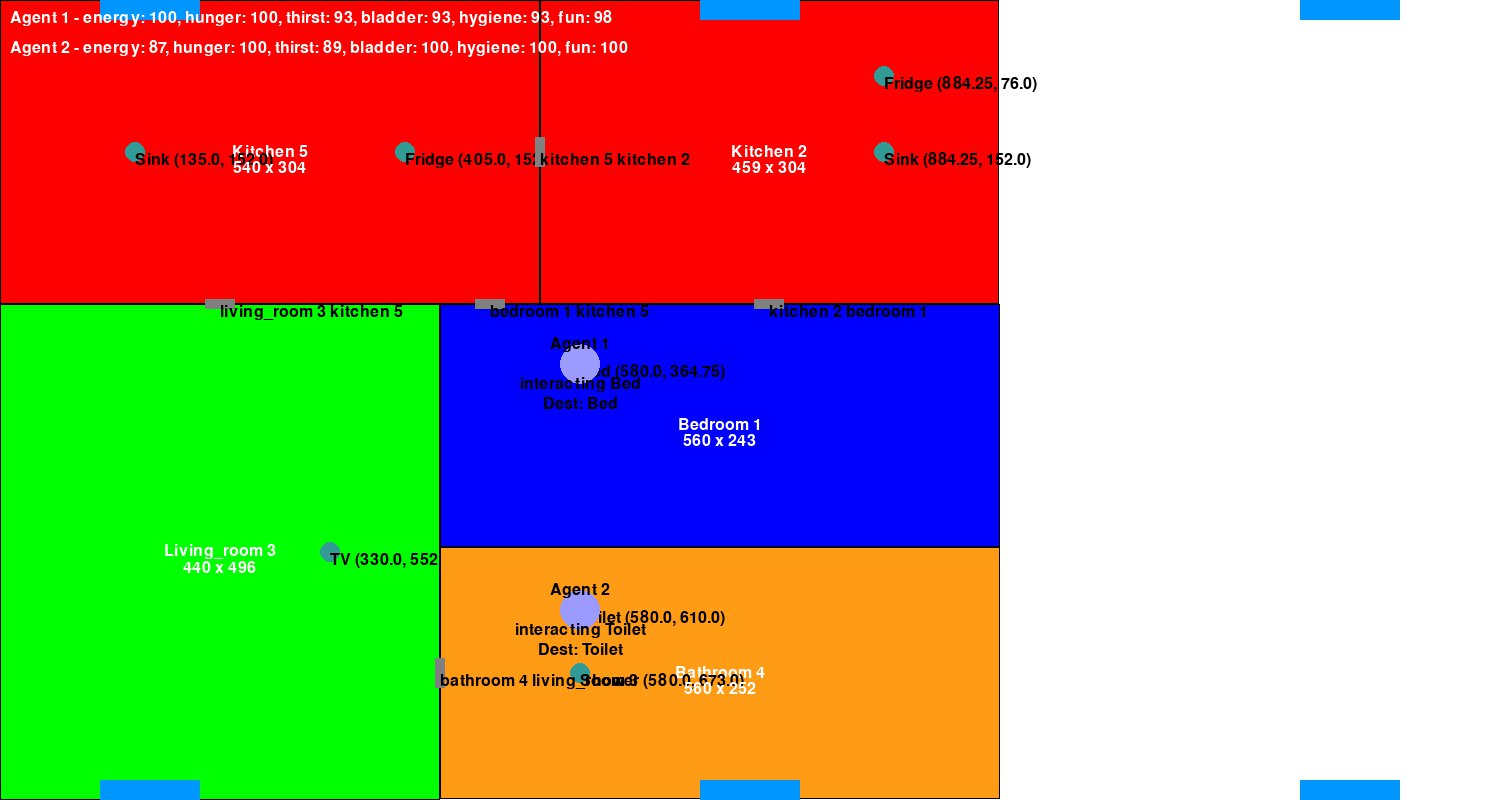 Agent 1 - energy: 100, hunger: 100, thirst: 93, bladder: 93, hygiene: 93, fun: 98
Agent 2 - energy: 87, hunger: 100, thirst: 89, bladder: 100, hygiene: 100, fun: 100
Fridge (884.25, 76.0)
Sink (135.0, 152.0)
Kitchen 5
540 x 304
Fridge (405.0, 152
kitchen 5 kitchen 2
Kitchen 2
459 x 304
Sink (884.25, 152.0)
living_room 3 kitchen 5
bedroom 1 kitchen 5
kitchen 2 bedroom 1
Agent 1
d (580.0, 364.75)
interacting Bed
Dest: Bed
Bedroom 1
560 x 243
Living_room 3
440 x 496
TV (330.0, 552
Agent 2
ilet (580.0, 610.0)
interacting Toilet
Dest: Toilet
Bathroom 4
560 x 252
bathroom 4 living_room 3
Shower (580.0, 673.0)